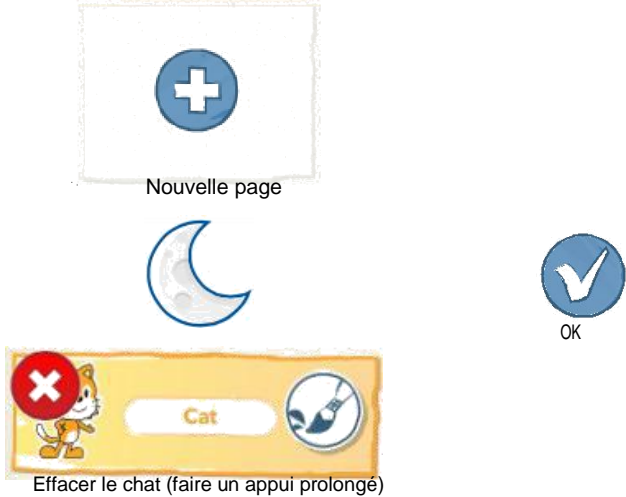 Nouvelle page
OK
Cat
Effacer le chat (faire un appui prolongé)